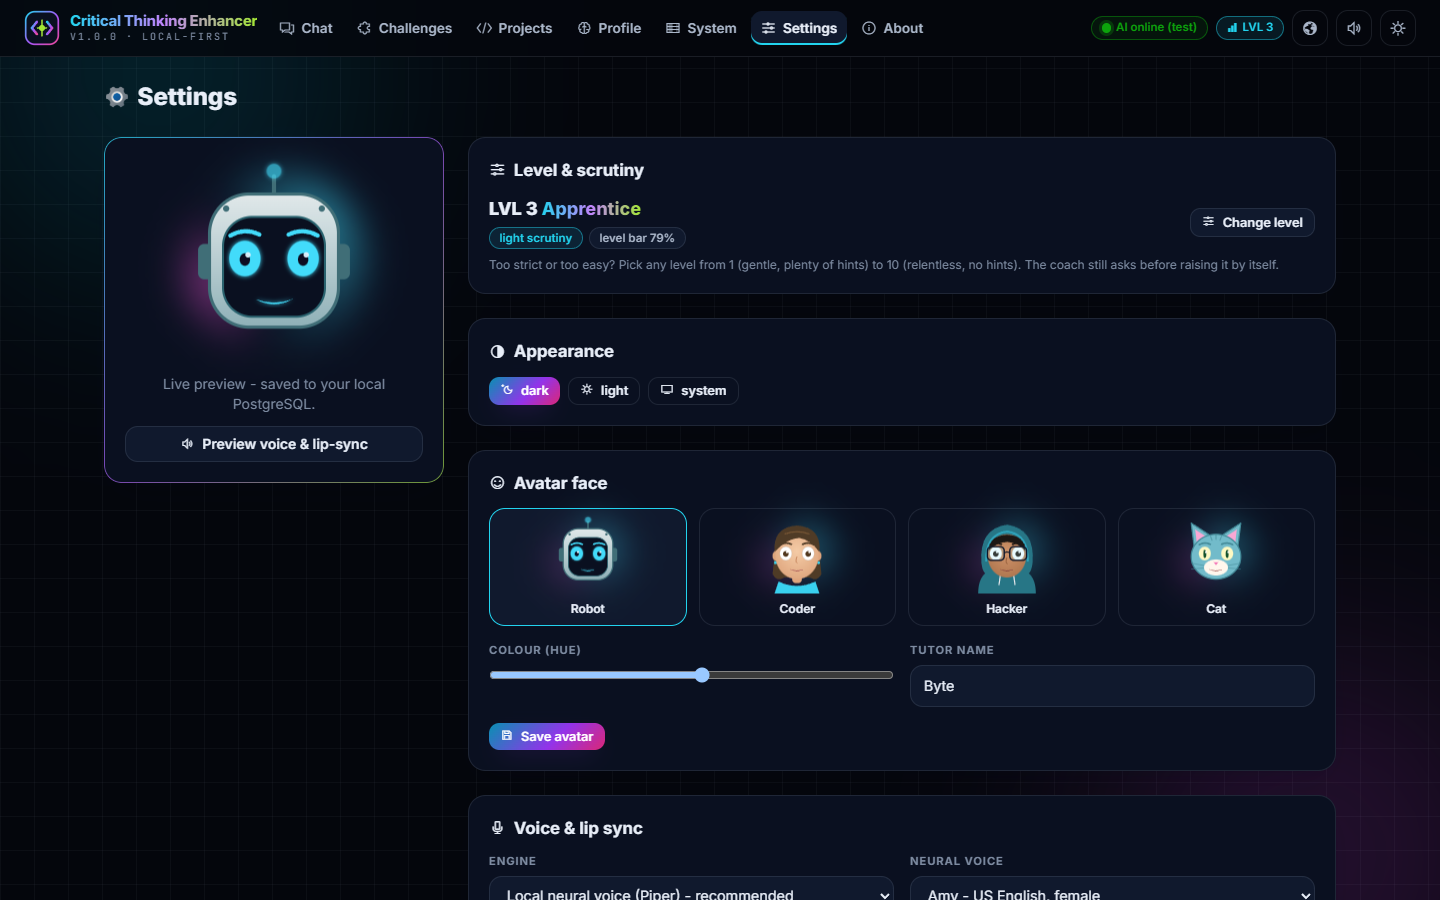 Critical Thinking Enhancer
V1.0.0 · LOCAL-FIRST
Chat
Challenges
Projects
Profile
System
Settings
About
AI online (test)
LVL 3
Settings
Live preview - saved to your local
PostgreSQL.
Preview voice & lip-sync
Level & scrutiny
LVL 3 Apprentice
light scrutiny
level bar 79%
Change level
Too strict or too easy? Pick any level from 1 (gentle, plenty of hints) to 10 (relentless, no hints). The coach still asks before raising it by itself.
Appearance
dark
light
system
Avatar face
Robot
Coder
Hacker
Cat
COLOUR (HUE)
TUTOR NAME
Byte
Save avatar
Voice & lip sync
ENGINE
NEURAL VOICE
Local neural voice (Piper) - recommended
Amy - US English, female